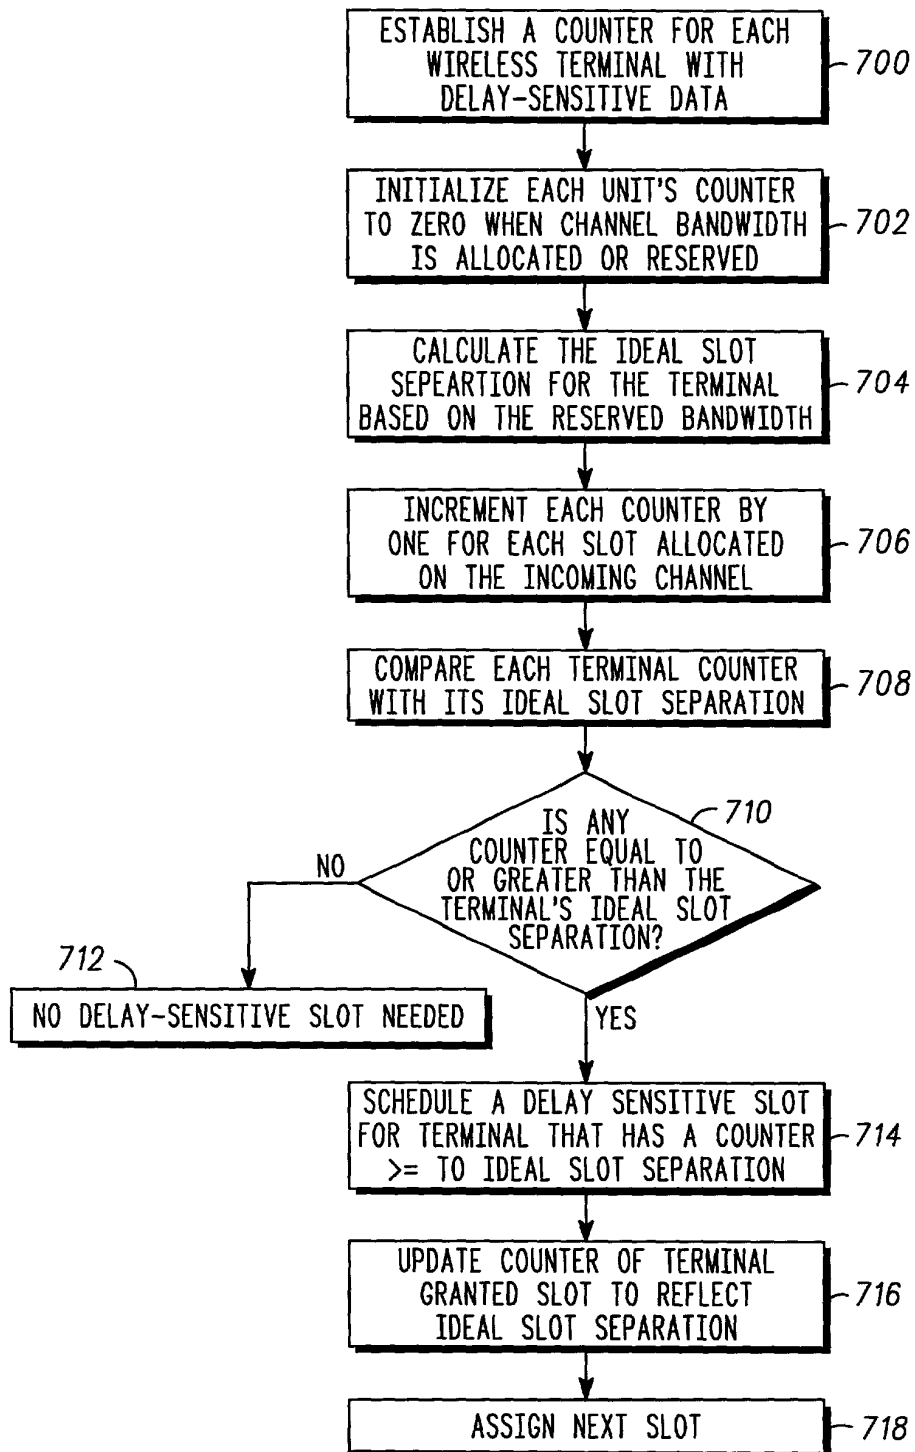 ESTABLISH A COUNTER FOR EACH
WIRELESS TERMINAL WITH
DELAY-SENSITIVE DATA
700
INITIALIZE EACH UNIT'S COUNTER
TO ZERO WHEN CHANNEL BANDWIDTH
IS ALLOCATED OR RESERVED
702
CALCULATE THE IDEAL SLOT
SEPEARTION FOR THE TERMINAL
BASED ON THE RESERVED BANDWIDTH
704
INCREMENT EACH COUNTER BY
ONE FOR EACH SLOT ALLOCATED
ON THE INCOMING CHANNEL
706
COMPARE EACH TERMINAL COUNTER
WITH ITS IDEAL SLOT SEPARATION
708
IS ANY
COUNTER EQUAL TO
OR GREATER THAN THE
TERMINAL'S IDEAL SLOT
SEPARATION?
710
NO
712
NO DELAY-SENSITIVE SLOT NEEDED
YES
SCHEDULE A DELAY SENSITIVE SLOT
FOR TERMINAL THAT HAS A COUNTER
>= TO IDEAL SLOT SEPARATION
714
UPDATE COUNTER OF TERMINAL
GRANTED SLOT TO REFLECT
IDEAL SLOT SEPARATION
716
ASSIGN NEXT SLOT
718